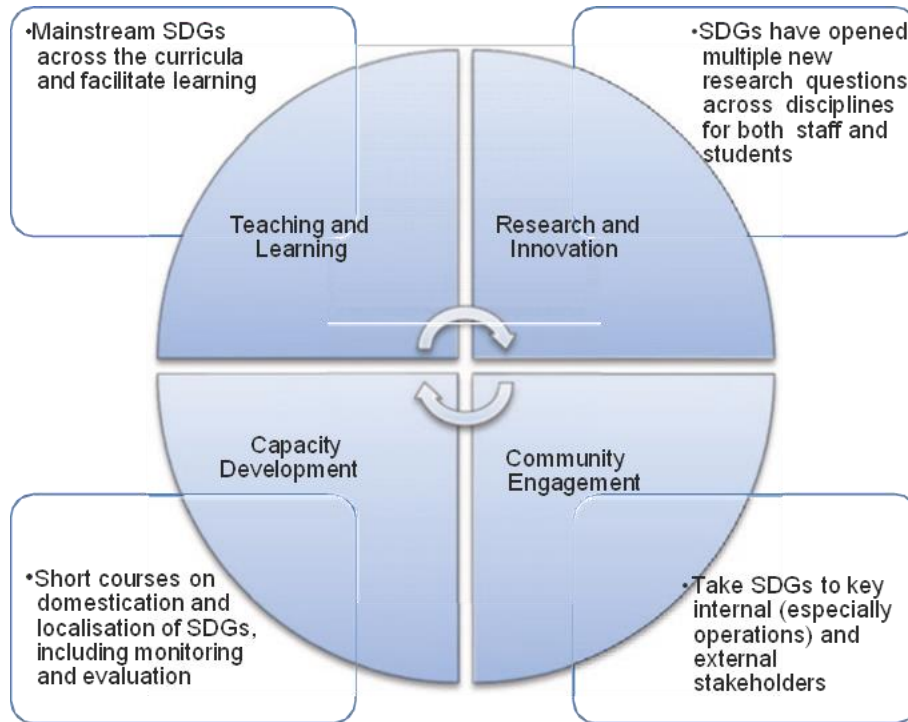 •Mainstream SDGs
across the curricula
and facilitate learning
•SDGs have opened
multiple new
research questions
across disciplines
for both staff and
students
Teaching and
Learning
Research and
Innovation
Capacity
Development
Community
Engagement
•Short courses on
domestication and
localisation of SDGs,
including monitoring
and evaluation
•Take SDGs to key
internal (especially
operations) and
external
stakeholders